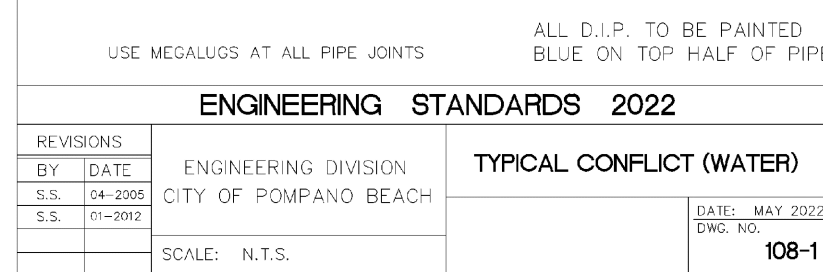 USE MEGALUGS AT ALL PIPE JOINTS
ALL D.I.P. TO BE PAINTED
BLUE ON TOP HALF OF PIPE
ENGINEERING STANDARDS 2022
REVISIONS
BY DATE
S.S. 04-2005
S.S. 01-2012
ENGINEERING DIVISION
CITY OF POMPANO BEACH
SCALE: N.T.S.
TYPICAL CONFLICT (WATER)
DATE: MAY 2022
DWG. NO.
108-1